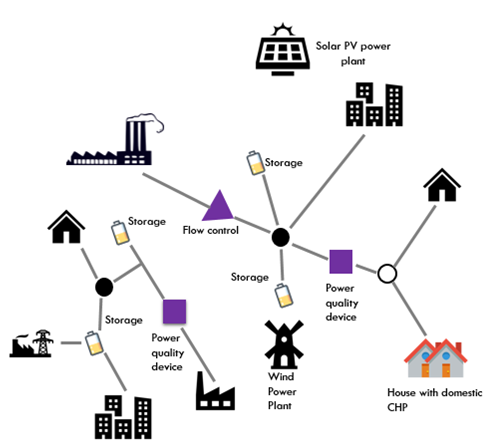 Solar PV power
plant
Storage
Storage
Flow control
Storage
Power
quality
device
Storage
Power
quality
device
Wind
Power
Plant
House with domestic
CHP